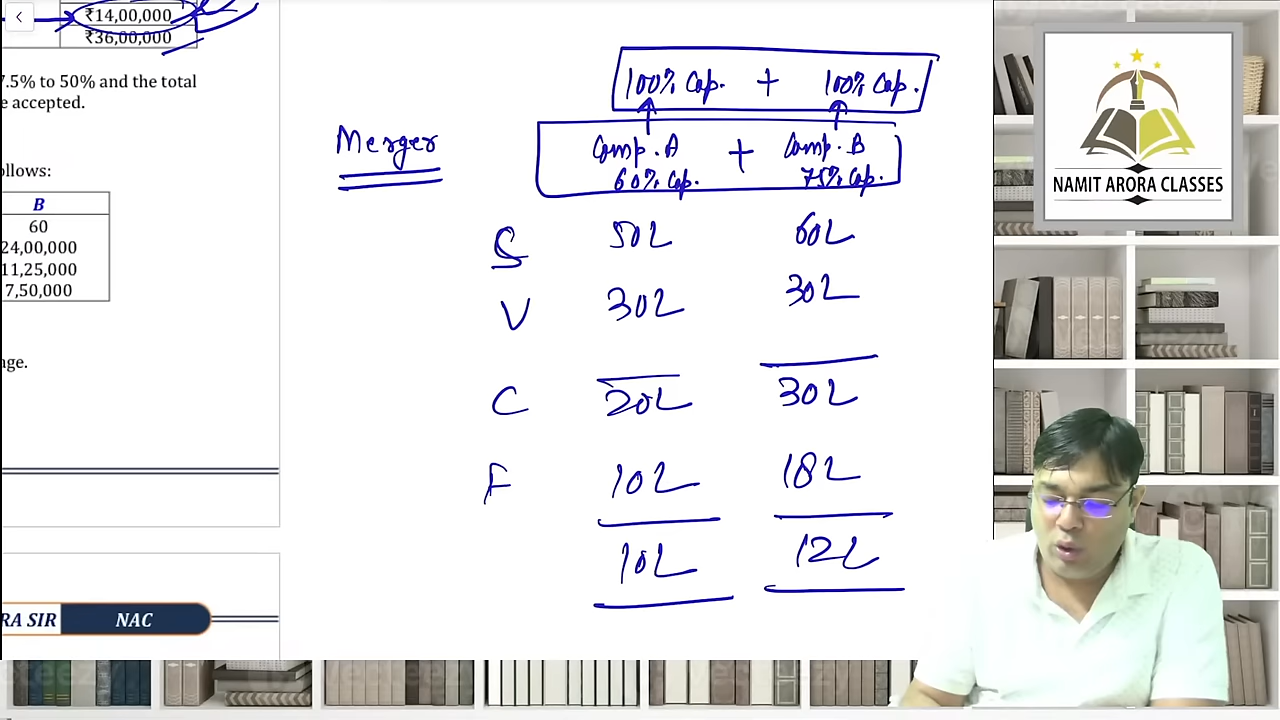 ₹14,00,000
₹36,00,000
7.5% to 50% and the total
e accepted.
ollows:
B
60
24,00,000
11,25,000
7,50,000
nge.
RA SIR NAC
100% Cap. + 100% Cap.
Merger
Comp. A + Comp. B
60% Cap. 75% Cap.
S 50L 60L
V 30L 30L
C 20L 30L
F 10L 18L
10L 12L
NAMIT ARORA CLASSES